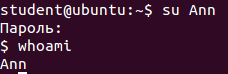 student@ubuntu:~$ su Ann
Пароль:
$ whoami
Ann